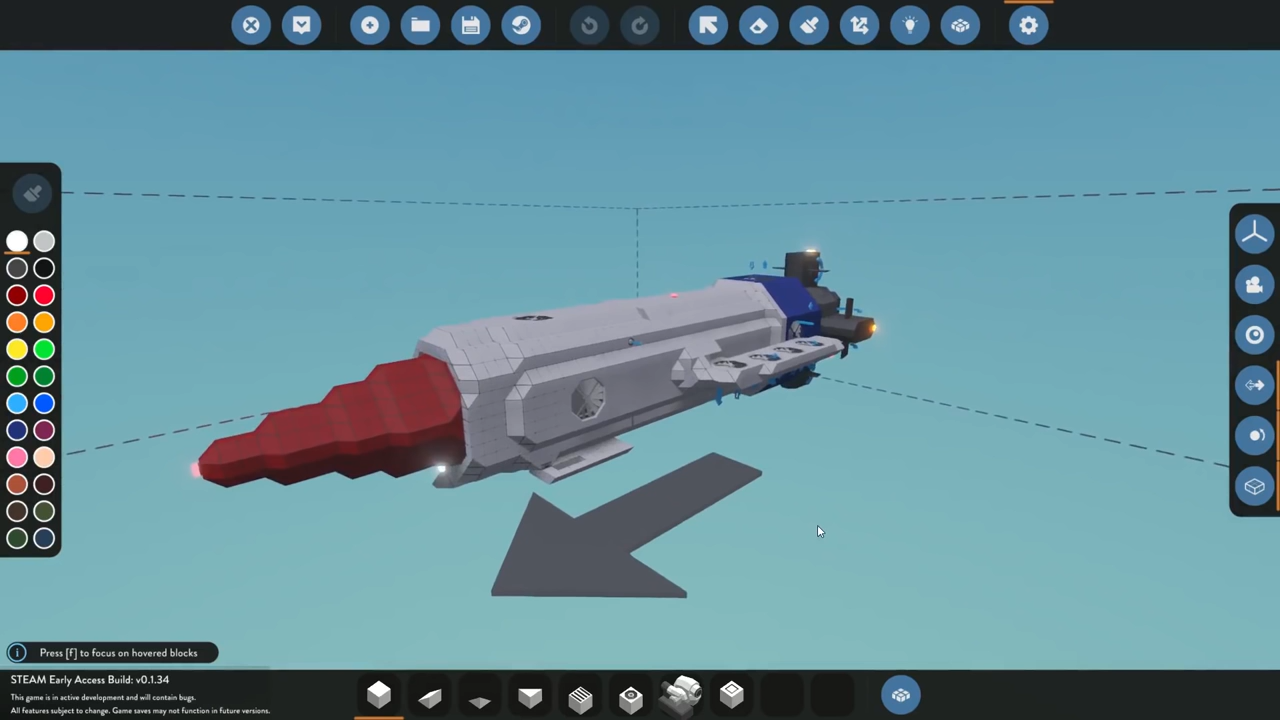 Press [f] to focus on hovered blocks
STEAM Early Access Build: v0.1.34
This game is in active development and will contain bugs.
All features subject to change. Game saves may not function in future versions.